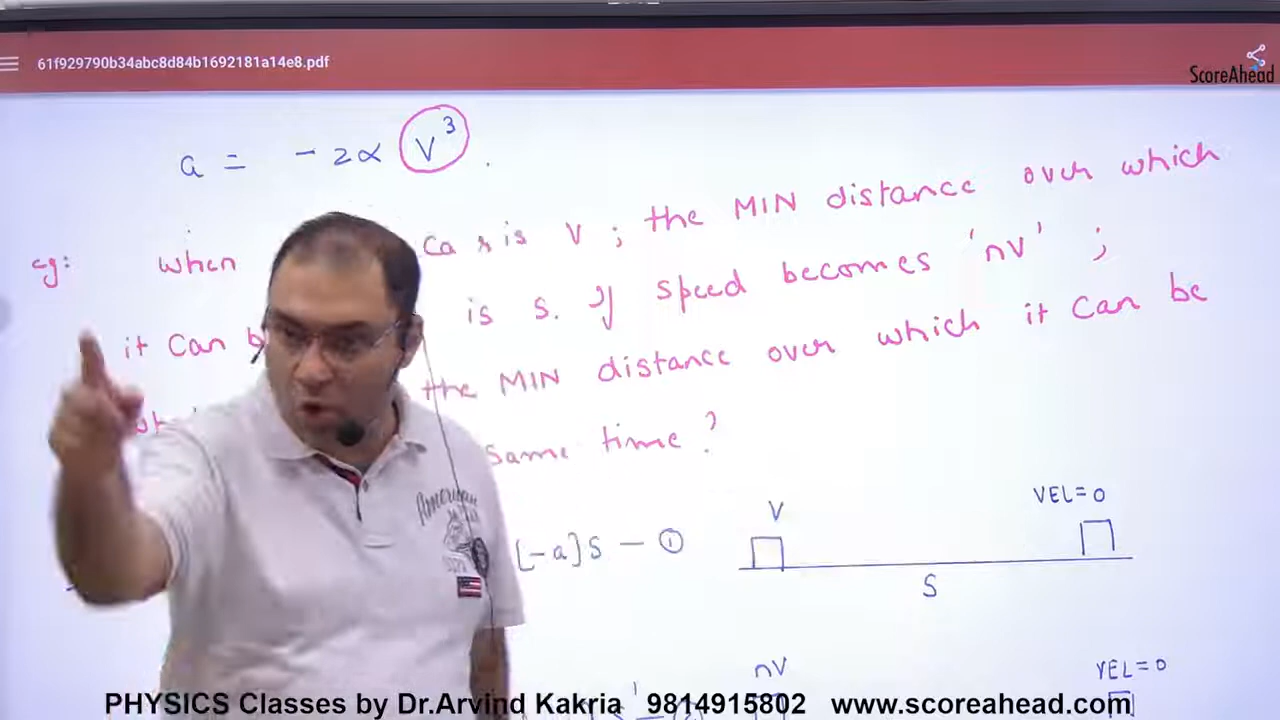 61f929790b34abc8d84b1692181a14e8.pdf
ScoreAhead
a = - 2α V³.
eg: when Car is V ; the MIN distance over which
it can is s. If speed becomes 'nV' ;
the MIN distance over which it can be
same time ?
[-a]S - ①
V
VEL=0
S
nV
VEL=0
American
PHYSICS Classes by Dr.Arvind Kakria 9814915802 www.scoreahead.com